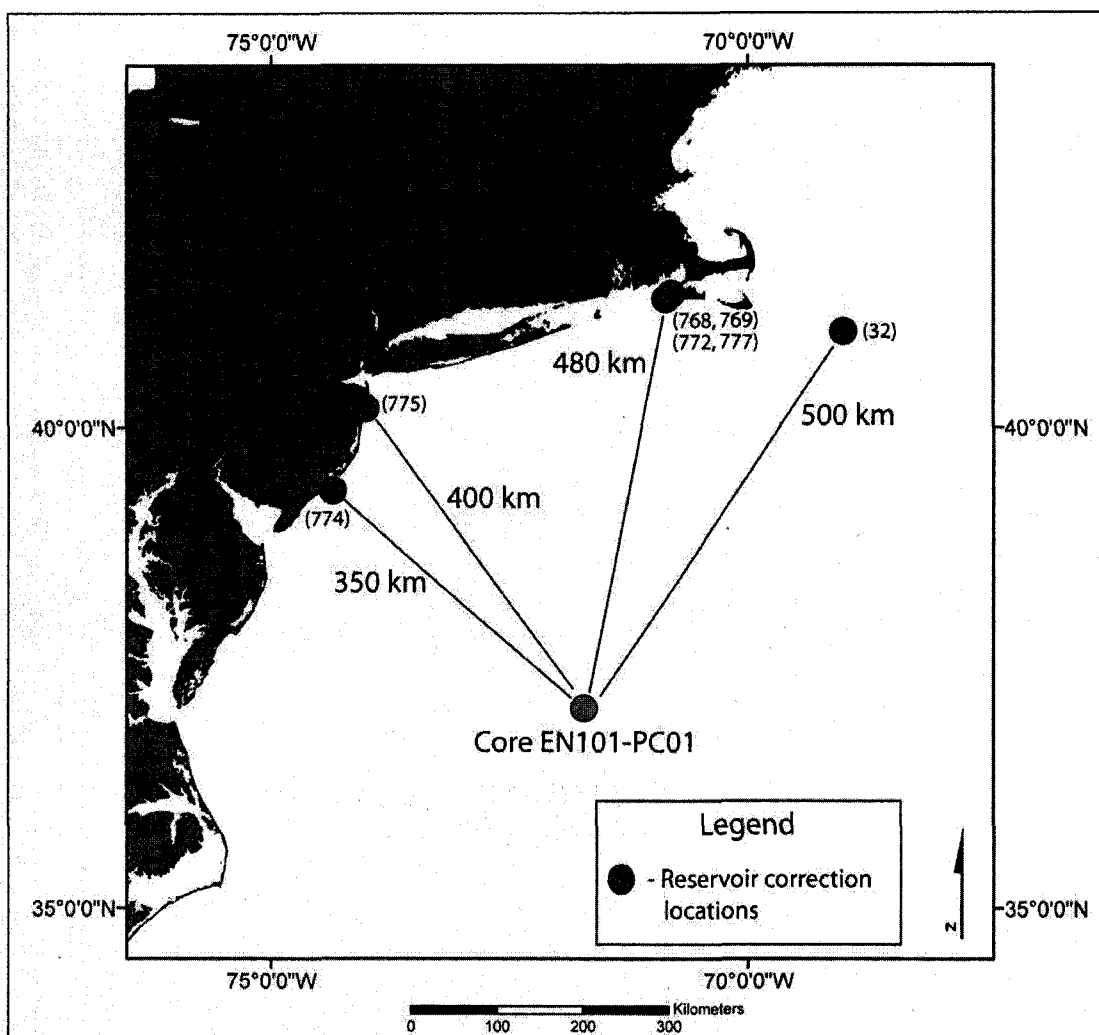 75°0'0"W 70°0'0"W
(768, 769)
(772, 777)
(32)
480 km
500 km
(775)
40°0'0"N 40°0'0"N
400 km
(774)
350 km
Core EN101-PC01
Legend
- Reservoir correction
locations
N
35°0'0"N 35°0'0"N
75°0'0"W 70°0'0"W
Kilometers
0 100 200 300